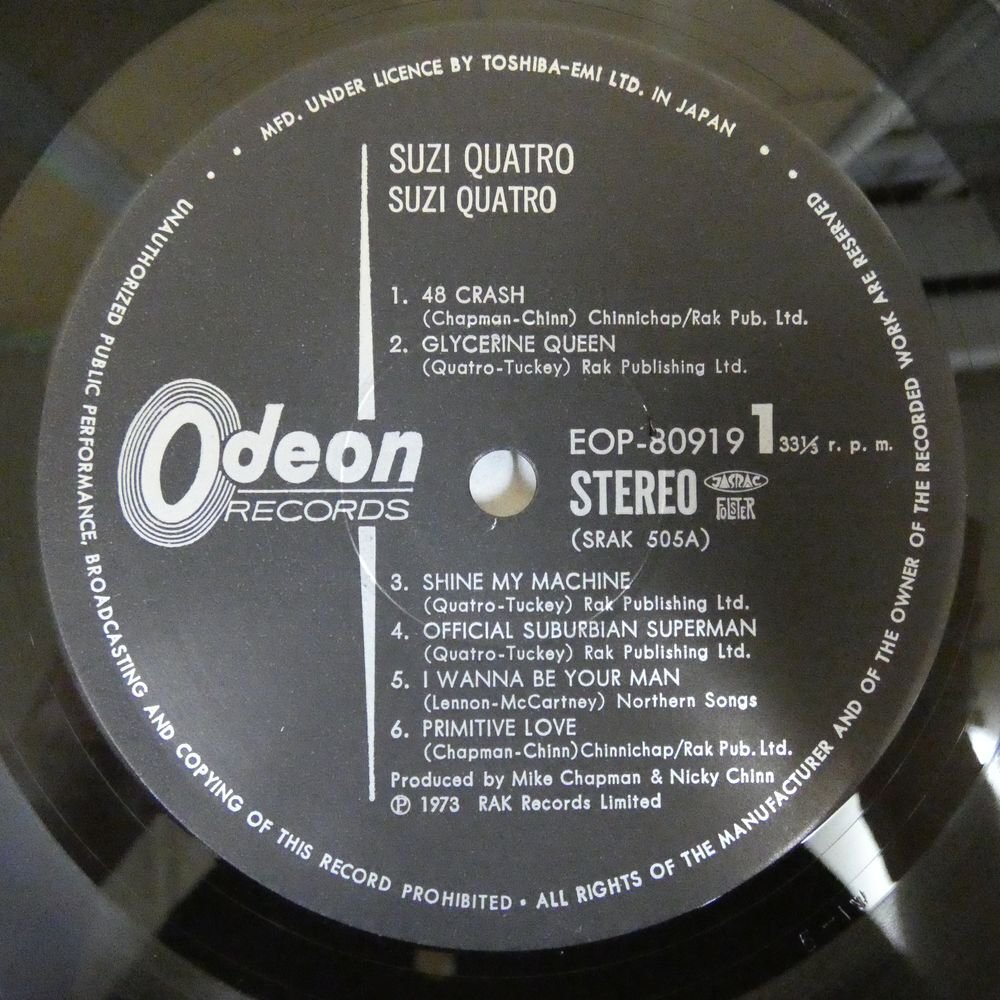 MFD. UNDER LICENCE BY TOSHIBA-EMI LTD. IN JAPAN
SUZI QUATRO
SUZI QUATRO
1. 48 CRASH
(Chapman-Chinn) Chinnichap/Rak Pub. Ltd.
2. GLYCERINE QUEEN
(Quatro-Tuckey) Rak Publishing Ltd.
Odeon
RECORDS
EOP-80919 1 33⅓ r. p. m.
STEREO JASRAC
FOLSTER
(SRAK 505A)
3. SHINE MY MACHINE
(Quatro-Tuckey) Rak Publishing Ltd.
4. OFFICIAL SUBURBIAN SUPERMAN
(Quatro-Tuckey) Rak Publishing Ltd.
5. I WANNA BE YOUR MAN
(Lennon-McCartney) Northern Songs
6. PRIMITIVE LOVE
(Chapman-Chinn) Chinnichap/Rak Pub. Ltd.
Produced by Mike Chapman & Nicky Chinn
Ⓟ 1973 RAK Records Limited
UNAUTHORIZED PUBLIC PERFORMANCE, BROADCASTING AND COPYING OF THIS RECORD PROHIBITED • ALL RIGHTS OF THE MANUFACTURER AND OF THE OWNER OF THE RECORDED WORK ARE RESERVED